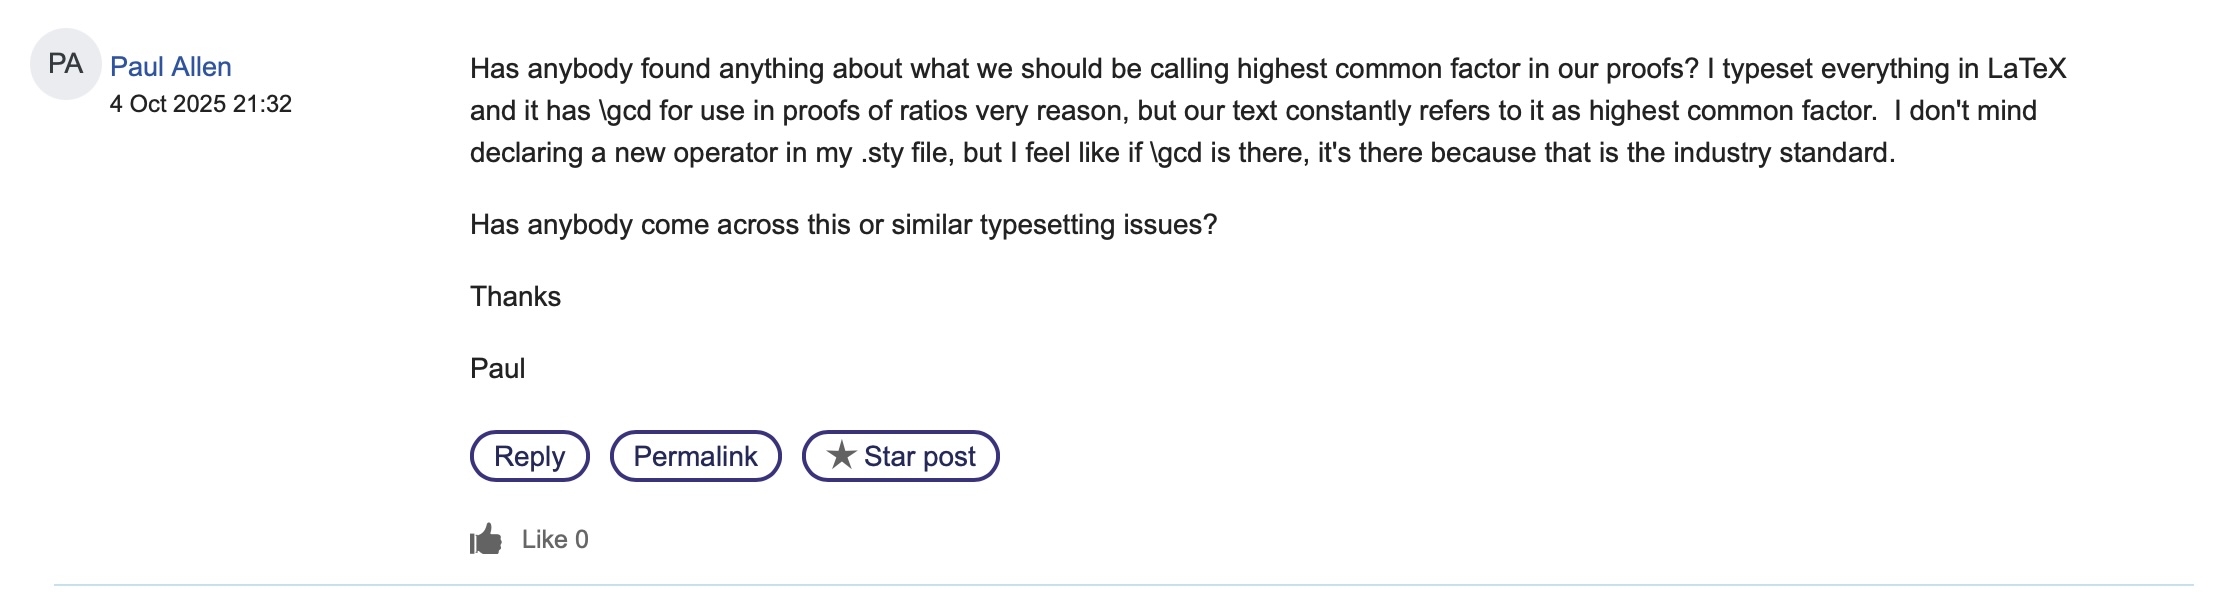 PA
Paul Allen
4 Oct 2025 21:32
Has anybody found anything about what we should be calling highest common factor in our proofs? I typeset everything in LaTeX
and it has \gcd for use in proofs of ratios very reason, but our text constantly refers to it as highest common factor.  I don't mind
declaring a new operator in my .sty file, but I feel like if \gcd is there, it's there because that is the industry standard.
Has anybody come across this or similar typesetting issues?
Thanks
Paul
Reply Permalink ★ Star post
Like 0